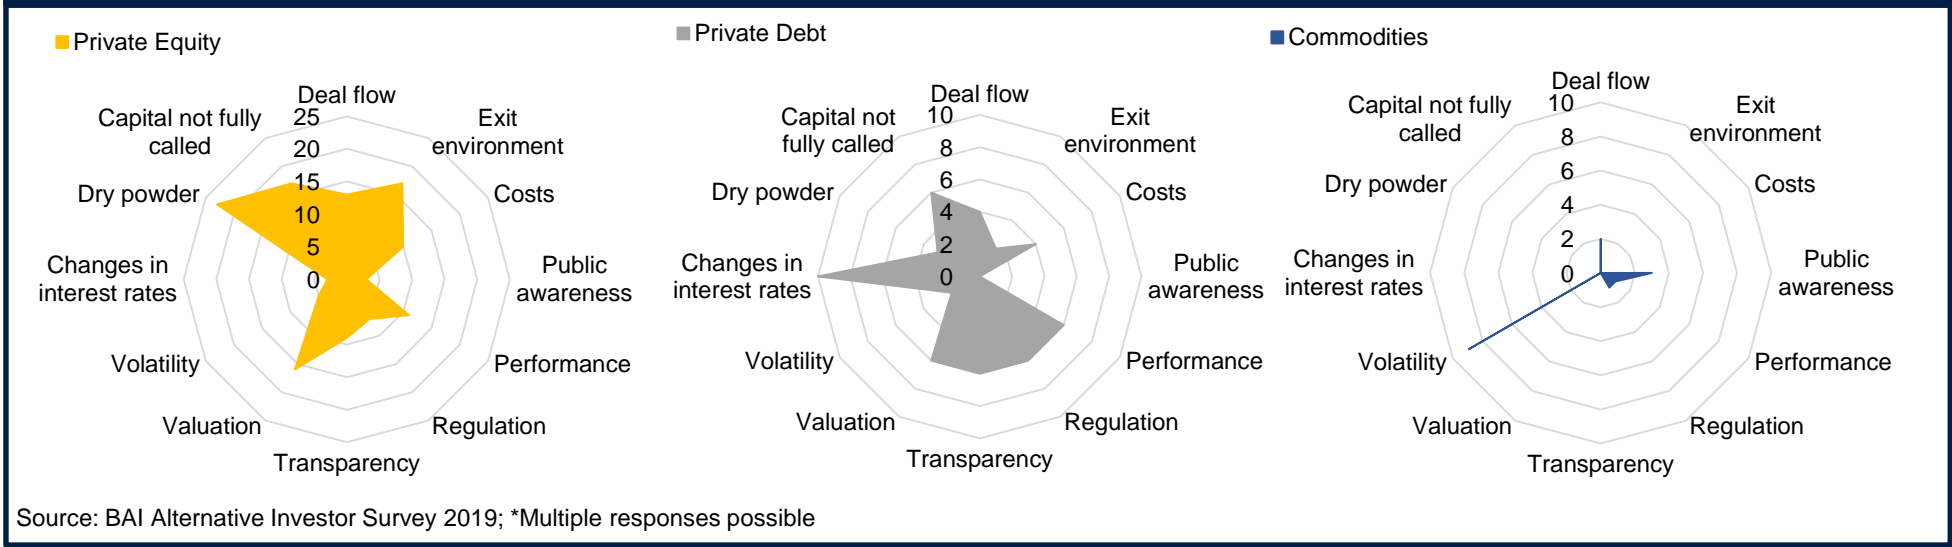 Private Equity
Deal flow
Exit
environment
Costs
Public
awareness
Performance
Regulation
Transparency
Valuation
Volatility
Changes in
interest rates
Dry powder
Capital not fully
called
25
20
15
10
5
0
Private Debt
Deal flow
Exit
environment
Costs
Public
awareness
Performance
Regulation
Transparency
Valuation
Volatility
Changes in
interest rates
Dry powder
Capital not
fully called
10
8
6
4
2
0
Commodities
Deal flow
Exit
environment
Costs
Public
awareness
Performance
Regulation
Transparency
Valuation
Volatility
Changes in
interest rates
Dry powder
Capital not fully
called
10
8
6
4
2
0
Source: BAI Alternative Investor Survey 2019; *Multiple responses possible